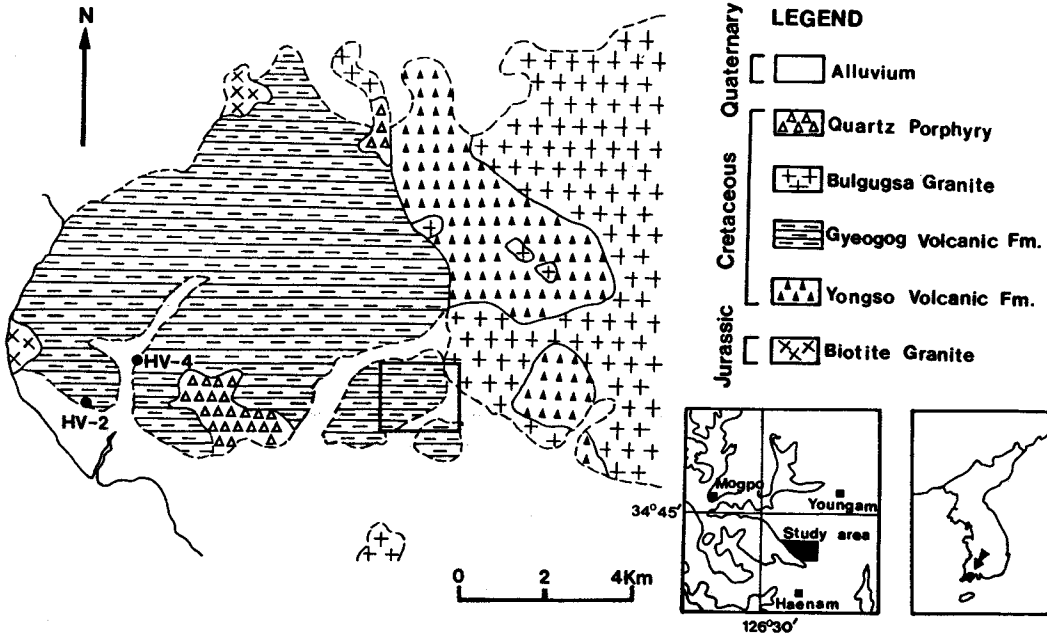 N
HV-4
HV-2
0 2 4Km
LEGEND
Quaternary
Alluvium
Cretaceous
Quartz Porphyry
Bulgugsa Granite
Gyeogog Volcanic Fm.
Yongso Volcanic Fm.
Jurassic
Biotite Granite
Mogpo
Youngam
34°45'
Study area
Haenam
126°30'